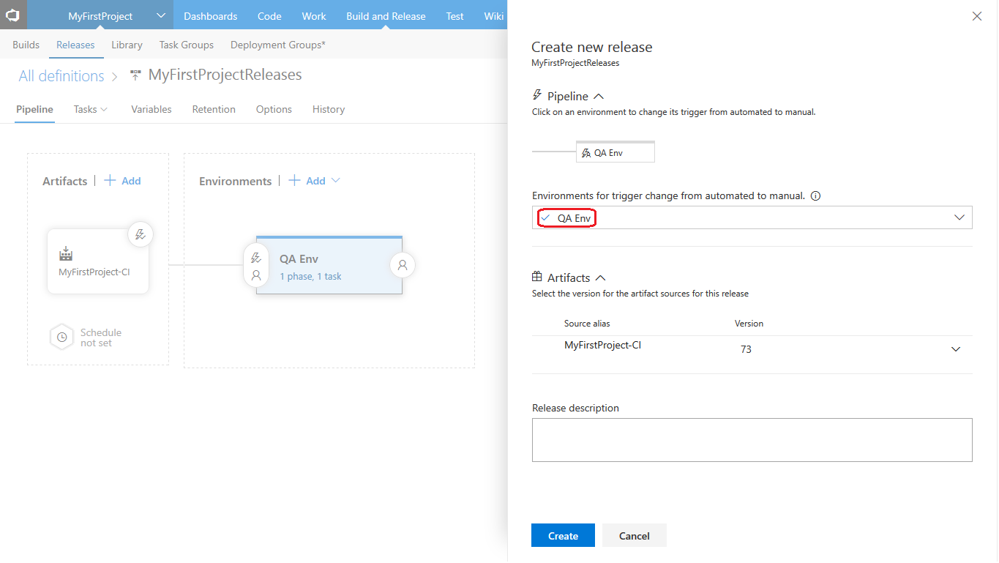 MyFirstProject
Dashboards
Code
Work
Build and Release
Test
Wiki
Builds
Releases
Library
Task Groups
Deployment Groups*
All definitions
MyFirstProjectReleases
Pipeline
Tasks
Variables
Retention
Options
History
Artifacts
Add
MyFirstProject-CI
Schedule
not set
Environments
Add
QA Env
1 phase, 1 task
Create new release
MyFirstProjectReleases
Pipeline
Click on an environment to change its trigger from automated to manual.
QA Env
Environments for trigger change from automated to manual.
QA Env
Artifacts
Select the version for the artifact sources for this release
Source alias
Version
MyFirstProject-CI
73
Release description
Create
Cancel